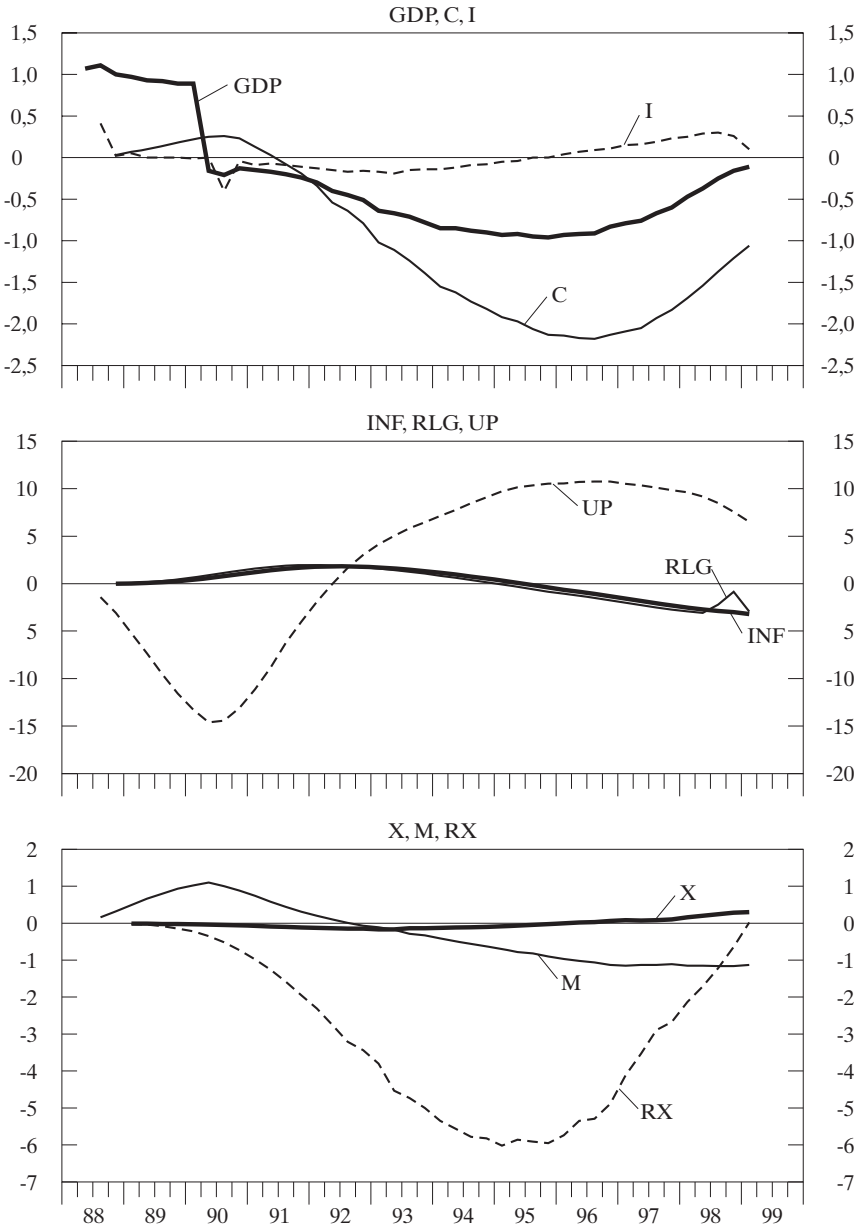 GDP, C, I
1,5 1,5
1,0 1,0
GDP
I
0,5 0,5
0 0
-0,5 -0,5
-1,0 -1,0
C
-1,5 -1,5
-2,0 -2,0
-2,5 -2,5
INF, RLG, UP
15 15
10 10
UP
5 5
RLG
0 0
INF
-5 -5
-10 -10
-15 -15
-20 -20
X, M, RX
2 2
1 1
X
0 0
-1 -1
M
-2 -2
-3 -3
-4 -4
-5 -5
RX
-6 -6
-7 -7
88 89 90 91 92 93 94 95 96 97 98 99